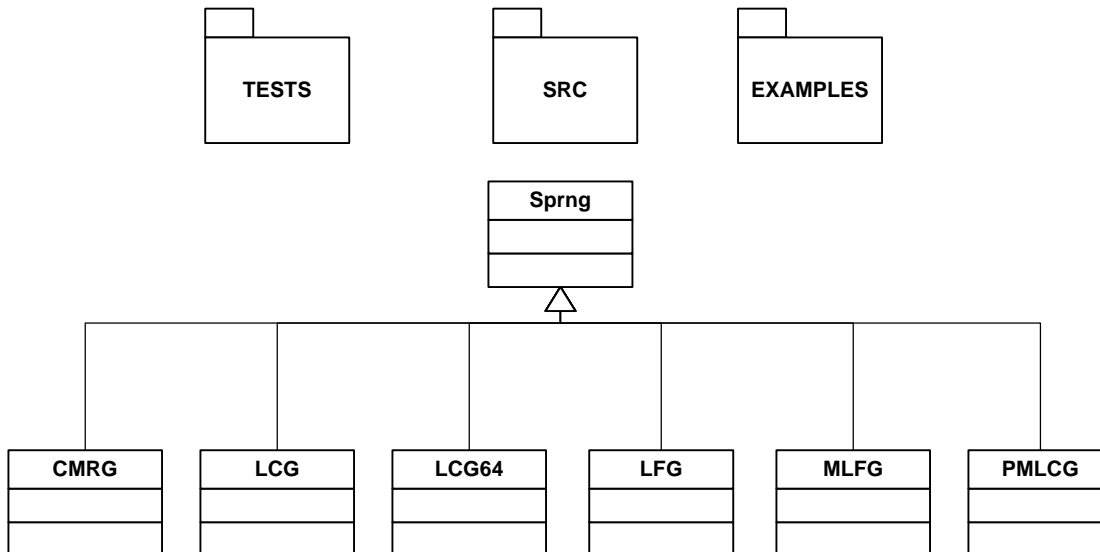 TESTS
SRC
EXAMPLES
Sprng
CMRG
LCG
LCG64
LFG
MLFG
PMLCG